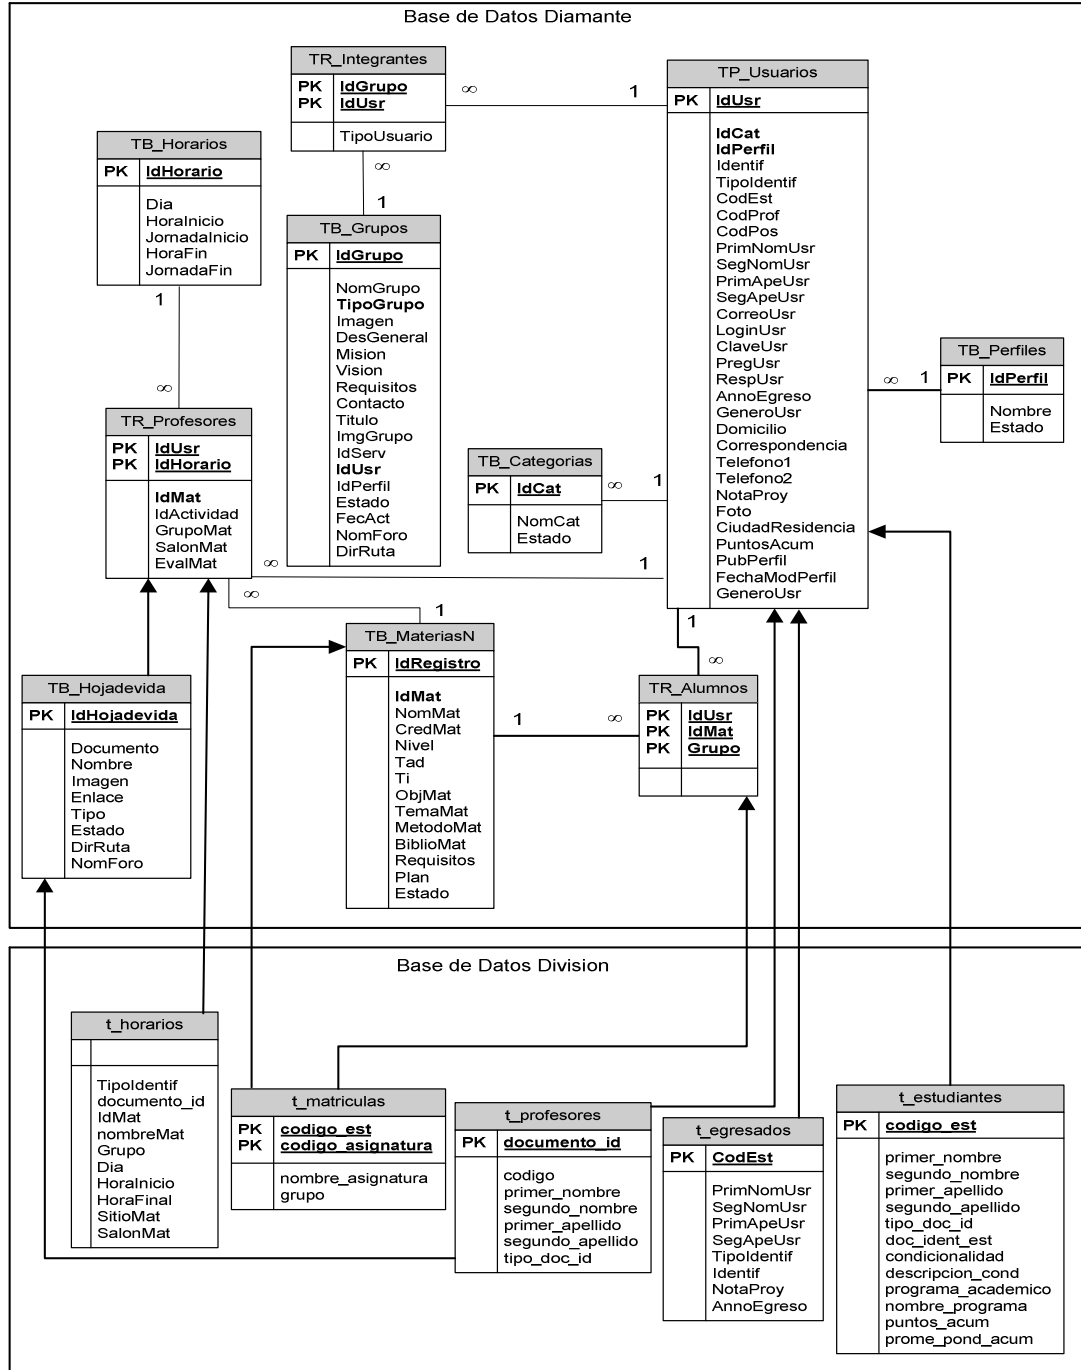 Base de Datos Diamante
TR_Integrantes
PK IdGrupo
PK IdUsr
TipoUsuario
∞
1
TP_Usuarios
PK IdUsr
IdCat
IdPerfil
Identif
TipoIdentif
CodEst
CodProf
CodPos
PrimNomUsr
SegNomUsr
PrimApeUsr
SegApeUsr
CorreoUsr
LoginUsr
ClaveUsr
PregUsr
RespUsr
AnnoEgreso
GeneroUsr
Domicilio
Correspondencia
Telefono1
Telefono2
NotaProy
Foto
CiudadResidencia
PuntosAcum
PubPerfil
FechaModPerfil
GeneroUsr
TB_Horarios
PK IdHorario
Dia
HoraInicio
JornadaInicio
HoraFin
JornadaFin
∞
1
TB_Grupos
PK IdGrupo
NomGrupo
TipoGrupo
Imagen
DesGeneral
Mision
Vision
Requisitos
Contacto
Titulo
ImgGrupo
IdServ
IdUsr
IdPerfil
Estado
FecAct
NomForo
DirRuta
1
∞
TB_Perfiles
PK IdPerfil
Nombre
Estado
∞
1
TR_Profesores
PK IdUsr
PK IdHorario
IdMat
IdActividad
GrupoMat
SalonMat
EvalMat
TB_Categorias
PK IdCat
NomCat
Estado
∞
1
∞
1
∞
1
TB_MateriasN
PK IdRegistro
IdMat
NomMat
CredMat
Nivel
Tad
Ti
ObjMat
TemaMat
MetodoMat
BiblioMat
Requisitos
Plan
Estado
1
∞
TB_Hojadevida
PK IdHojadevida
Documento
Nombre
Imagen
Enlace
Tipo
Estado
DirRuta
NomForo
1
∞
TR_Alumnos
PK IdUsr
PK IdMat
PK Grupo
Base de Datos Division
t_horarios
TipoIdentif
documento_id
IdMat
nombreMat
Grupo
Dia
HoraInicio
HoraFinal
SitioMat
SalonMat
t_matriculas
PK codigo_est
PK codigo_asignatura
nombre_asignatura
grupo
t_profesores
PK documento_id
codigo
primer_nombre
segundo_nombre
primer_apellido
segundo_apellido
tipo_doc_id
t_egresados
PK CodEst
PrimNomUsr
SegNomUsr
PrimApeUsr
SegApeUsr
TipoIdentif
Identif
NotaProy
AnnoEgreso
t_estudiantes
PK codigo_est
primer_nombre
segundo_nombre
primer_apellido
segundo_apellido
tipo_doc_id
doc_ident_est
condicionalidad
descripcion_cond
programa_academico
nombre_programa
puntos_acum
prome_pond_acum